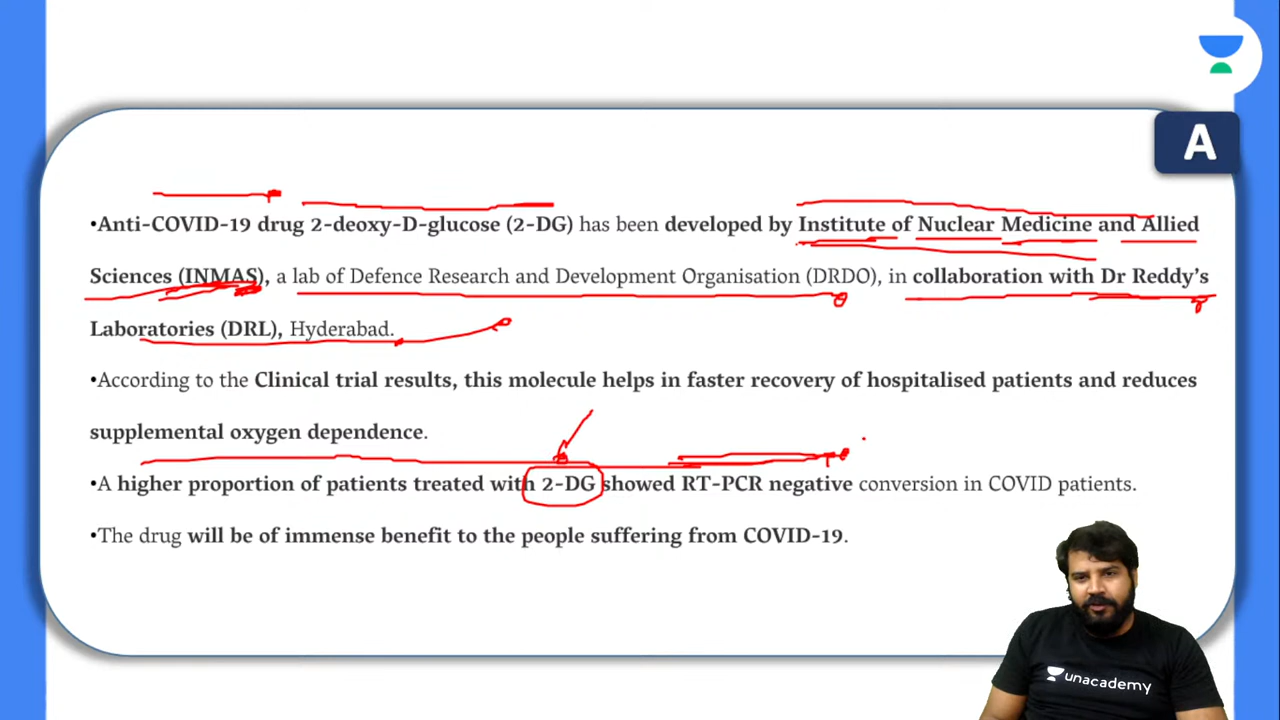 A
•Anti-COVID-19 drug 2-deoxy-D-glucose (2-DG) has been developed by Institute of Nuclear Medicine and Allied
Sciences (INMAS), a lab of Defence Research and Development Organisation (DRDO), in collaboration with Dr Reddy’s
Laboratories (DRL), Hyderabad.
•According to the Clinical trial results, this molecule helps in faster recovery of hospitalised patients and reduces
supplemental oxygen dependence.
•A higher proportion of patients treated with 2-DG showed RT-PCR negative conversion in COVID patients.
•The drug will be of immense benefit to the people suffering from COVID-19.
unacademy